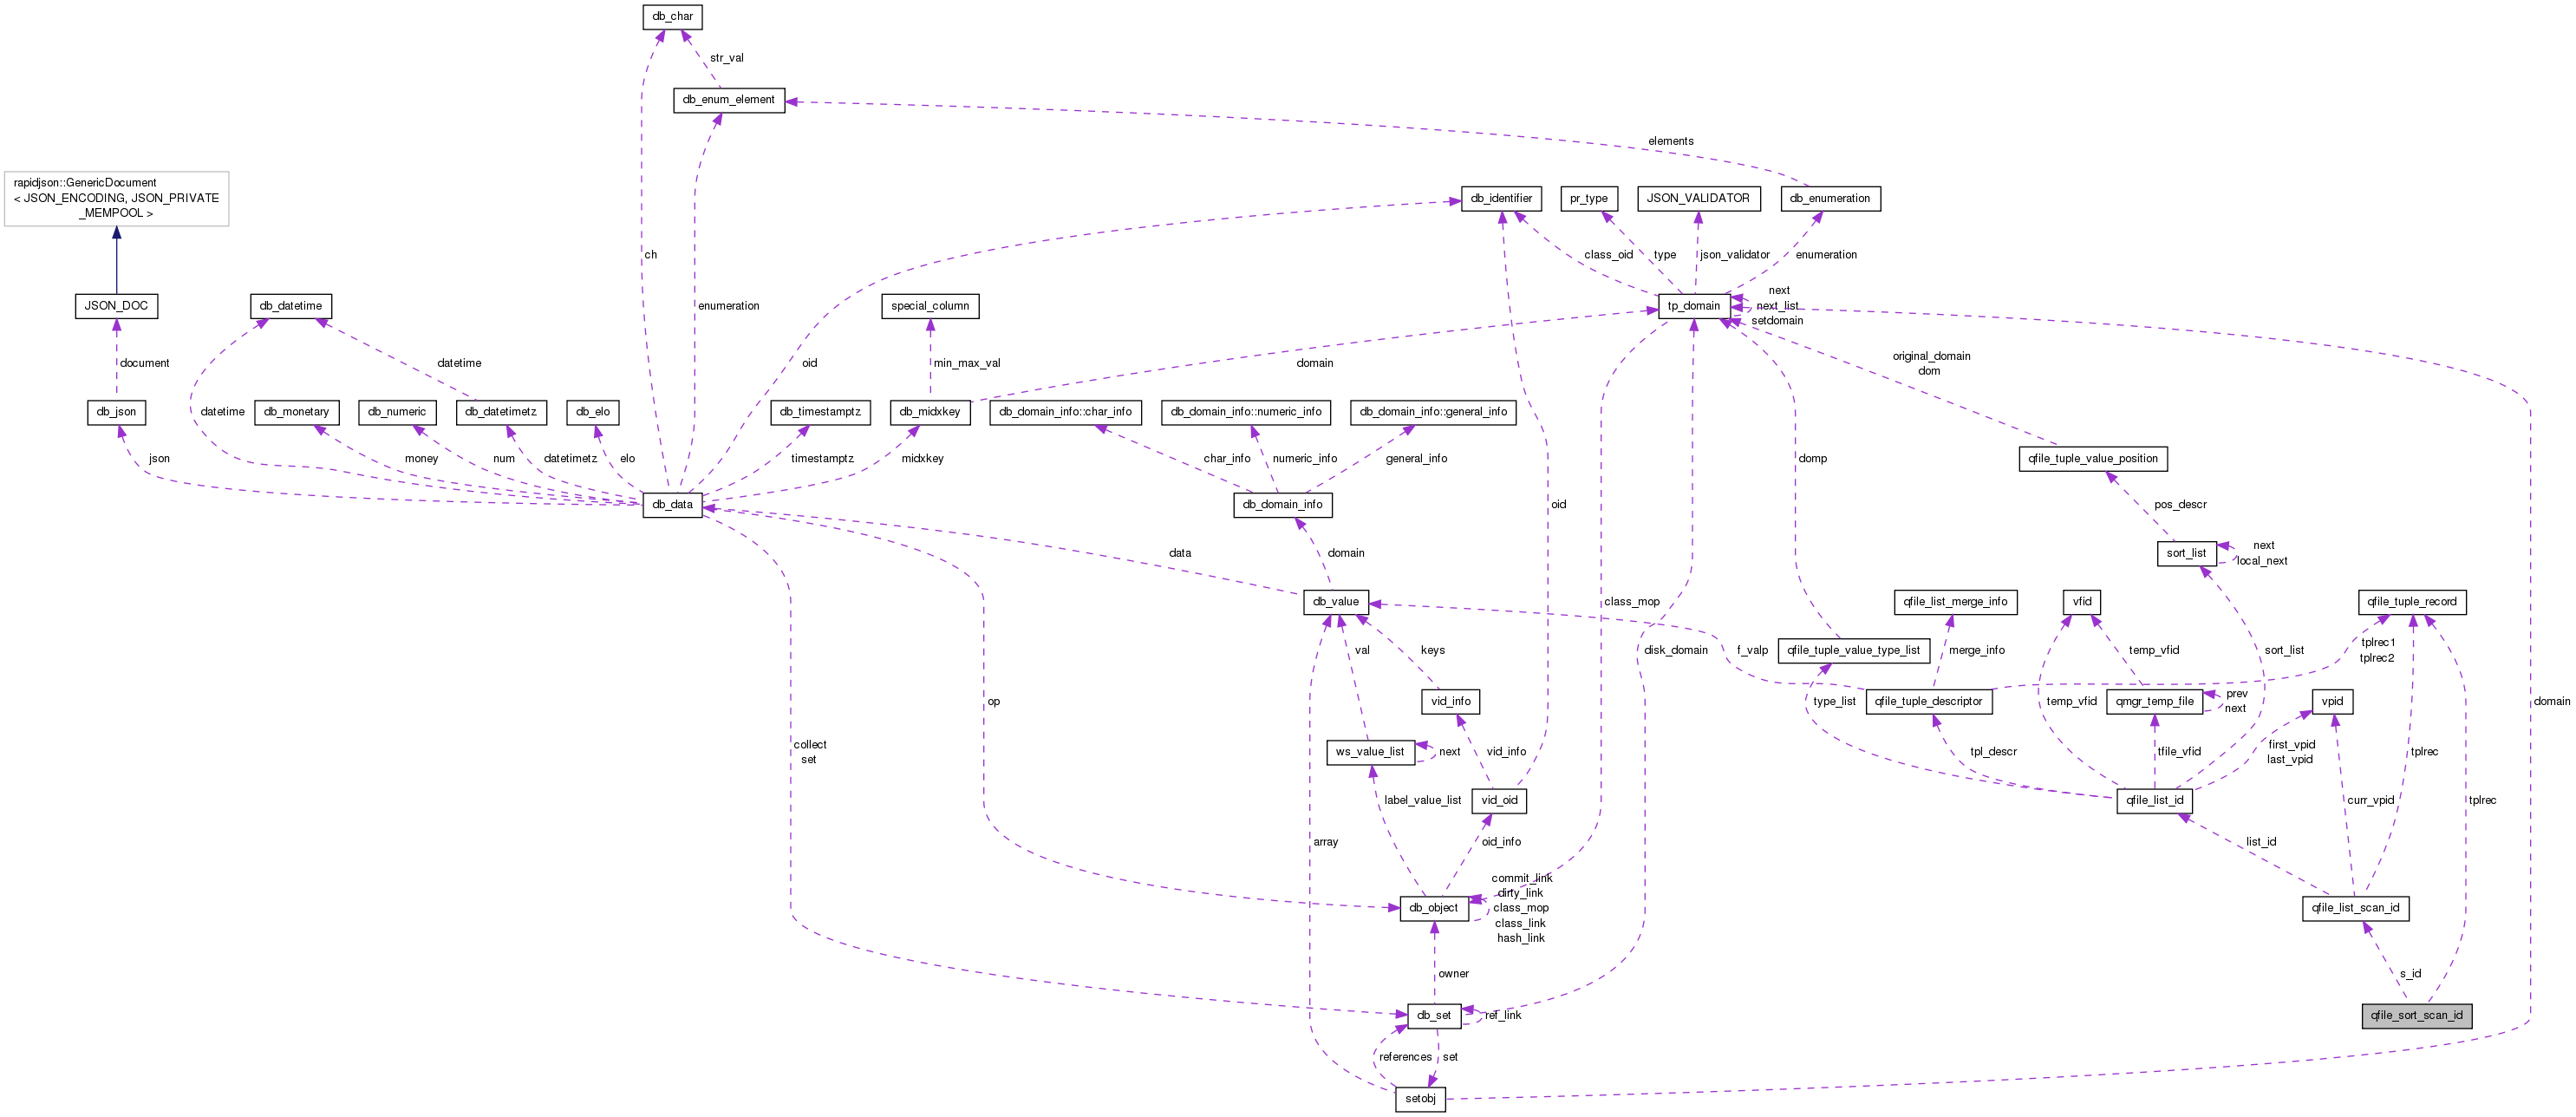 db_char
str_val
db_enum_element
elements
rapidjson::GenericDocument
< JSON_ENCODING, JSON_PRIVATE
_MEMPOOL >
db_identifier
pr_type
JSON_VALIDATOR
db_enumeration
ch
class_oid
type
json_validator
enumeration
JSON_DOC
db_datetime
enumeration
special_column
tp_domain
next
next_list
setdomain
document
datetime
oid
min_max_val
domain
original_domain
dom
db_json
datetime
db_monetary
db_numeric
db_datetimetz
db_elo
db_timestamptz
db_midxkey
db_domain_info::char_info
db_domain_info::numeric_info
db_domain_info::general_info
json
money
num
datetimetz
elo
timestamptz
midxkey
char_info
numeric_info
general_info
domp
qfile_tuple_value_position
db_data
db_domain_info
oid
pos_descr
data
domain
sort_list
next
local_next
db_value
class_mop
qfile_list_merge_info
vfid
qfile_tuple_record
val
keys
disk_domain
f_valp
qfile_tuple_value_type_list
merge_info
temp_vfid
sort_list
tplrec1
tplrec2
op
vid_info
type_list
qfile_tuple_descriptor
temp_vfid
qmgr_temp_file
prev
next
vpid
domain
collect
set
ws_value_list
next
vid_info
tpl_descr
tfile_vfid
first_vpid
last_vpid
tplrec
label_value_list
vid_oid
qfile_list_id
curr_vpid
tplrec
array
oid_info
list_id
db_object
commit_link
dirty_link
class_mop
class_link
hash_link
qfile_list_scan_id
owner
s_id
db_set
ref_link
qfile_sort_scan_id
references
set
setobj